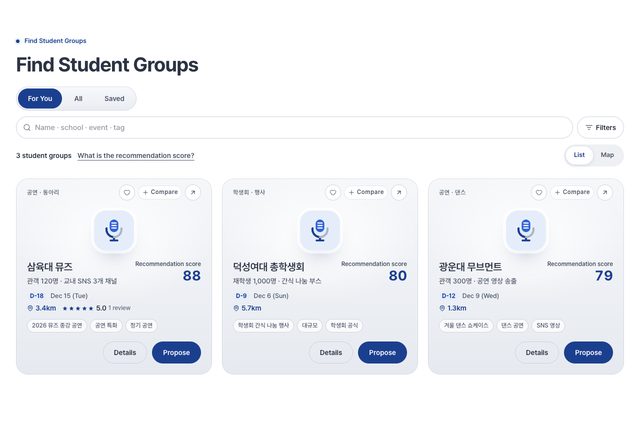 Find Student Groups
Find Student Groups
For You All Saved
Name · school · event · tag
Filters
3 student groups What is the recommendation score?
List Map
공연 · 동아리
Compare
삼육대 뮤즈
Recommendation score
88
관객 120명 · 교내 SNS 3개 채널
D-18 Dec 15 (Tue)
3.4km ★★★★★ 5.0 1 review
2026 뮤즈 종강 공연 공연 특화 정기 공연
Details Propose
학생회 · 행사
Compare
덕성여대 총학생회
Recommendation score
80
재학생 1,000명 · 간식 나눔 부스
D-9 Dec 6 (Sun)
5.7km
학생회 간식 나눔 행사 대규모 학생회 공식
Details Propose
공연 · 댄스
Compare
광운대 무브먼트
Recommendation score
79
관객 300명 · 공연 영상 송출
D-12 Dec 9 (Wed)
1.3km
겨울 댄스 쇼케이스 댄스 공연 SNS 영상
Details Propose